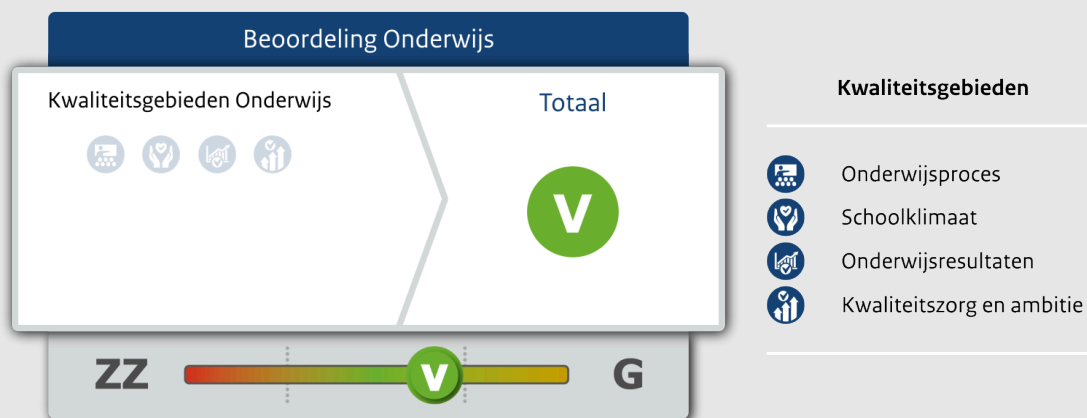 Beoordeling Onderwijs
Kwaliteitsgebieden Onderwijs
Totaal
V
ZZ
V
G
Kwaliteitsgebieden
Onderwijsproces
Schoolklimaat
Onderwijsresultaten
Kwaliteitszorg en ambitie